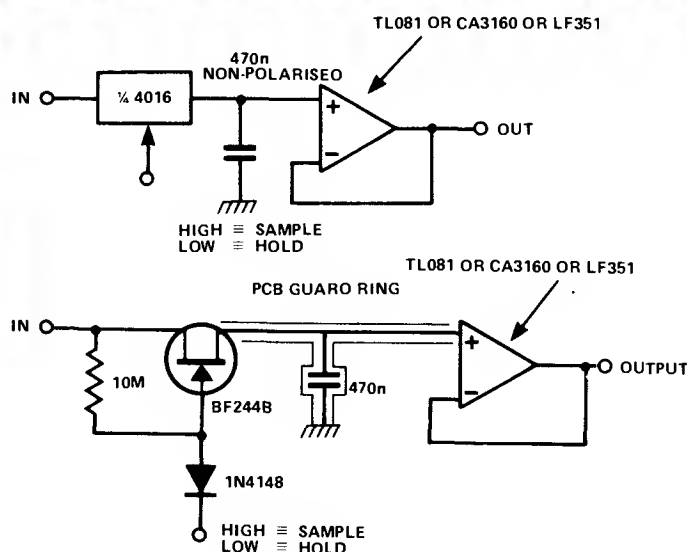 TL081 OR CA3160 OR LF351
470n
NON-POLARISEO
IN
¼ 4016
+
−
OUT
HIGH ≡ SAMPLE
LOW ≡ HOLD
TL081 OR CA3160 OR LF351
PCB GUARO RING
IN
+
−
OUTPUT
10M
470n
BF244B
1N4148
HIGH ≡ SAMPLE
LOW ≡ HOLD